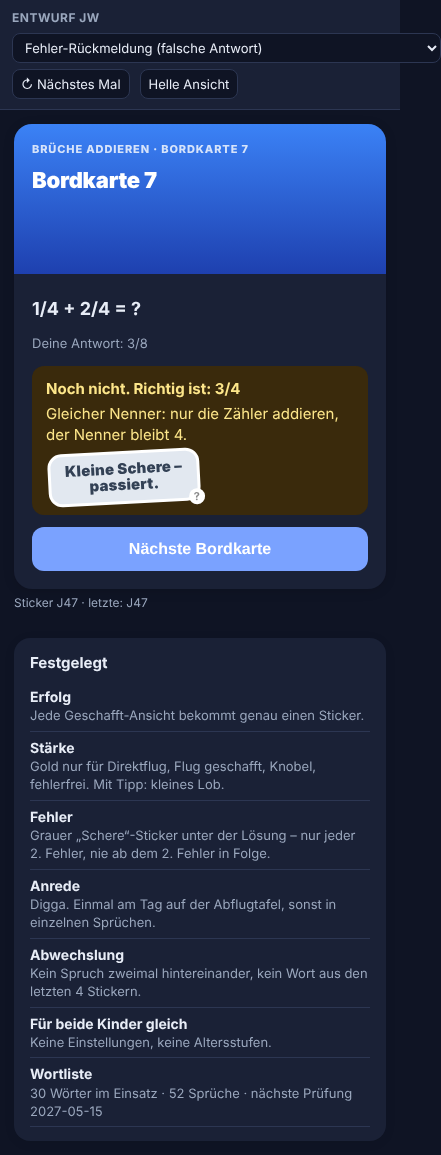 ENTWURF JW
Fehler-Rückmeldung (falsche Antwort)
↻ Nächstes Mal
Helle Ansicht
BRÜCHE ADDIEREN · BORDKARTE 7
Bordkarte 7
1/4 + 2/4 = ?
Deine Antwort: 3/8
Noch nicht. Richtig ist: 3/4
Gleicher Nenner: nur die Zähler addieren,
der Nenner bleibt 4.
Kleine Schere –
passiert.
?
Nächste Bordkarte
Sticker J47 · letzte: J47
Festgelegt
Erfolg
Jede Geschafft-Ansicht bekommt genau einen Sticker.
Stärke
Gold nur für Direktflug, Flug geschafft, Knobel,
fehlerfrei. Mit Tipp: kleines Lob.
Fehler
Grauer „Schere“-Sticker unter der Lösung – nur jeder
2. Fehler, nie ab dem 2. Fehler in Folge.
Anrede
Digga. Einmal am Tag auf der Abflugtafel, sonst in
einzelnen Sprüchen.
Abwechslung
Kein Spruch zweimal hintereinander, kein Wort aus den
letzten 4 Stickern.
Für beide Kinder gleich
Keine Einstellungen, keine Altersstufen.
Wortliste
30 Wörter im Einsatz · 52 Sprüche · nächste Prüfung
2027-05-15